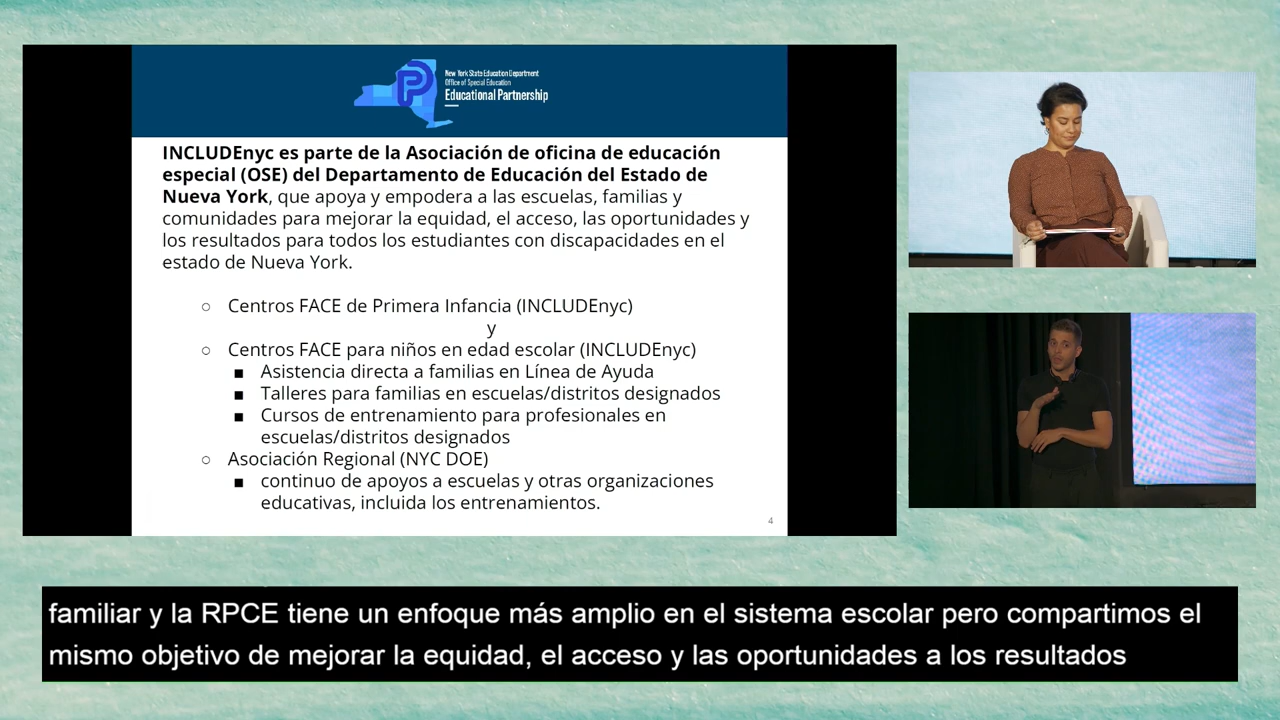 New York State Education Department
Office of Special Education
Educational Partnership
INCLUDEnyc es parte de la Asociación de oficina de educación
especial (OSE) del Departamento de Educación del Estado de
Nueva York, que apoya y empodera a las escuelas, familias y
comunidades para mejorar la equidad, el acceso, las oportunidades y
los resultados para todos los estudiantes con discapacidades en el
estado de Nueva York.
○ Centros FACE de Primera Infancia (INCLUDEnyc)
y
○ Centros FACE para niños en edad escolar (INCLUDEnyc)
■ Asistencia directa a familias en Línea de Ayuda
■ Talleres para familias en escuelas/distritos designados
■ Cursos de entrenamiento para profesionales en
escuelas/distritos designados
○ Asociación Regional (NYC DOE)
■ continuo de apoyos a escuelas y otras organizaciones
educativas, incluida los entrenamientos.
4
familiar y la RPCE tiene un enfoque más amplio en el sistema escolar pero compartimos el
mismo objetivo de mejorar la equidad, el acceso y las oportunidades a los resultados